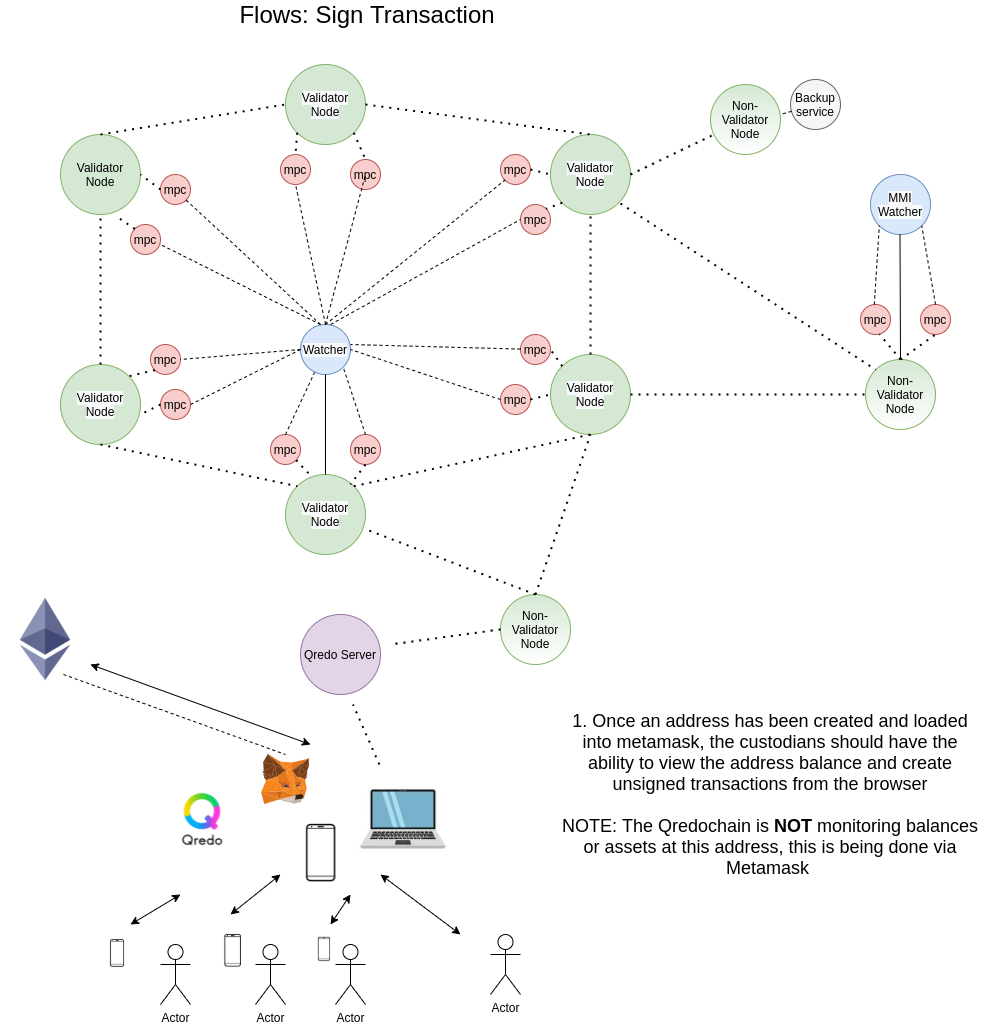 Flows: Sign Transaction
Validator
Node
Non-
Validator
Node
Backup
service
Validator
Node
Validator
Node
mpc
mpc
mpc
mpc
mpc
mpc
MMI
Watcher
Watcher
mpc
mpc
mpc
mpc
mpc
mpc
Validator
Node
Validator
Node
Non-
Validator
Node
mpc
mpc
mpc
mpc
Validator
Node
Non-
Validator
Node
Qredo Server
1. Once an address has been created and loaded
into metamask, the custodians should have the
ability to view the address balance and create
unsigned transactions from the browser
NOTE: The Qredochain is NOT monitoring balances
or assets at this address, this is being done via
Metamask
Qredo
Actor
Actor
Actor
Actor